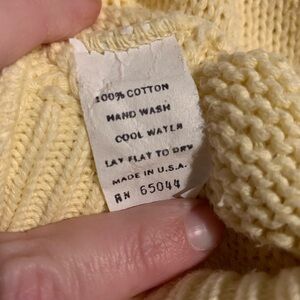 100% COTTON
HAND WASH
COOL WATER
LAY FLAT TO DRY
MADE IN U.S.A.
RN 65044